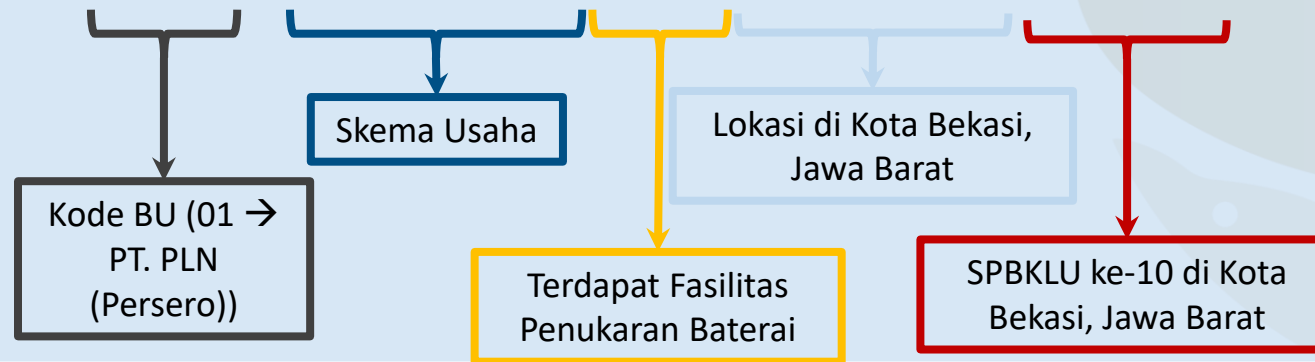 Skema Usaha
Lokasi di Kota Bekasi,
Jawa Barat
Kode BU (01 →
PT. PLN
(Persero))
Terdapat Fasilitas
Penukaran Baterai
SPBKLU ke-10 di Kota
Bekasi, Jawa Barat